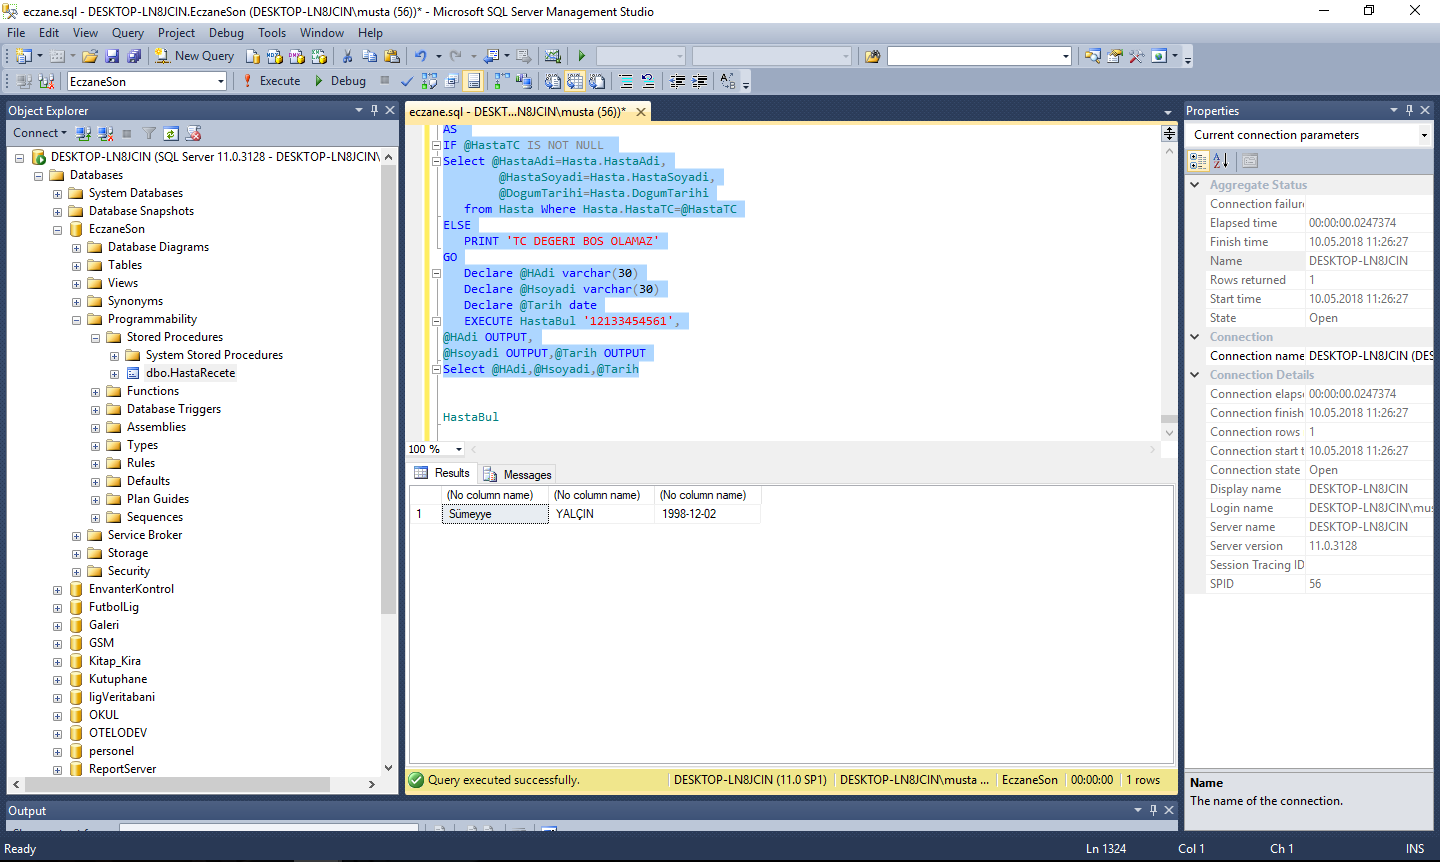 eczane.sql - DESKTOP-LN8JCIN.EczaneSon (DESKTOP-LN8JCIN\musta (56))* - Microsoft SQL Server Management Studio
File Edit View Query Project Debug Tools Window Help
New Query
EczaneSon Execute Debug
Object Explorer
Connect
DESKTOP-LN8JCIN (SQL Server 11.0.3128 - DESKTOP-LN8JCIN\
Databases
System Databases
Database Snapshots
EczaneSon
Database Diagrams
Tables
Views
Synonyms
Programmability
Stored Procedures
System Stored Procedures
dbo.HastaRecete
Functions
Database Triggers
Assemblies
Types
Rules
Defaults
Plan Guides
Sequences
Service Broker
Storage
Security
EnvanterKontrol
FutbolLig
Galeri
GSM
Kitap_Kira
Kutuphane
ligVeritabani
OKUL
OTELODEV
personel
ReportServer
eczane.sql - DESKT...N8JCIN\musta (56))*
AS
IF @HastaTC IS NOT NULL
Select @HastaAdi=Hasta.HastaAdi,
@HastaSoyadi=Hasta.HastaSoyadi,
@DogumTarihi=Hasta.DogumTarihi
from Hasta Where Hasta.HastaTC=@HastaTC
ELSE
PRINT 'TC DEGERI BOS OLAMAZ'
GO
Declare @HAdi varchar(30)
Declare @Hsoyadi varchar(30)
Declare @Tarih date
EXECUTE HastaBul '12133454561',
@HAdi OUTPUT,
@Hsoyadi OUTPUT,@Tarih OUTPUT
Select @HAdi,@Hsoyadi,@Tarih
HastaBul
100 %
Results Messages
(No column name) (No column name) (No column name)
1 Sümeyye YALÇIN 1998-12-02
Query executed successfully. DESKTOP-LN8JCIN (11.0 SP1) DESKTOP-LN8JCIN\musta ... EczaneSon 00:00:00 1 rows
Properties
Current connection parameters
Aggregate Status
Connection failure
Elapsed time 00:00:00.0247374
Finish time 10.05.2018 11:26:27
Name DESKTOP-LN8JCIN
Rows returned 1
Start time 10.05.2018 11:26:27
State Open
Connection
Connection name DESKTOP-LN8JCIN (DES
Connection Details
Connection elaps 00:00:00.0247374
Connection finish 10.05.2018 11:26:27
Connection rows 1
Connection start t 10.05.2018 11:26:27
Connection state Open
Display name DESKTOP-LN8JCIN
Login name DESKTOP-LN8JCIN\mus
Server name DESKTOP-LN8JCIN
Server version 11.0.3128
Session Tracing ID
SPID 56
Name
The name of the connection.
Output
Ready Ln 1324 Col 1 Ch 1 INS